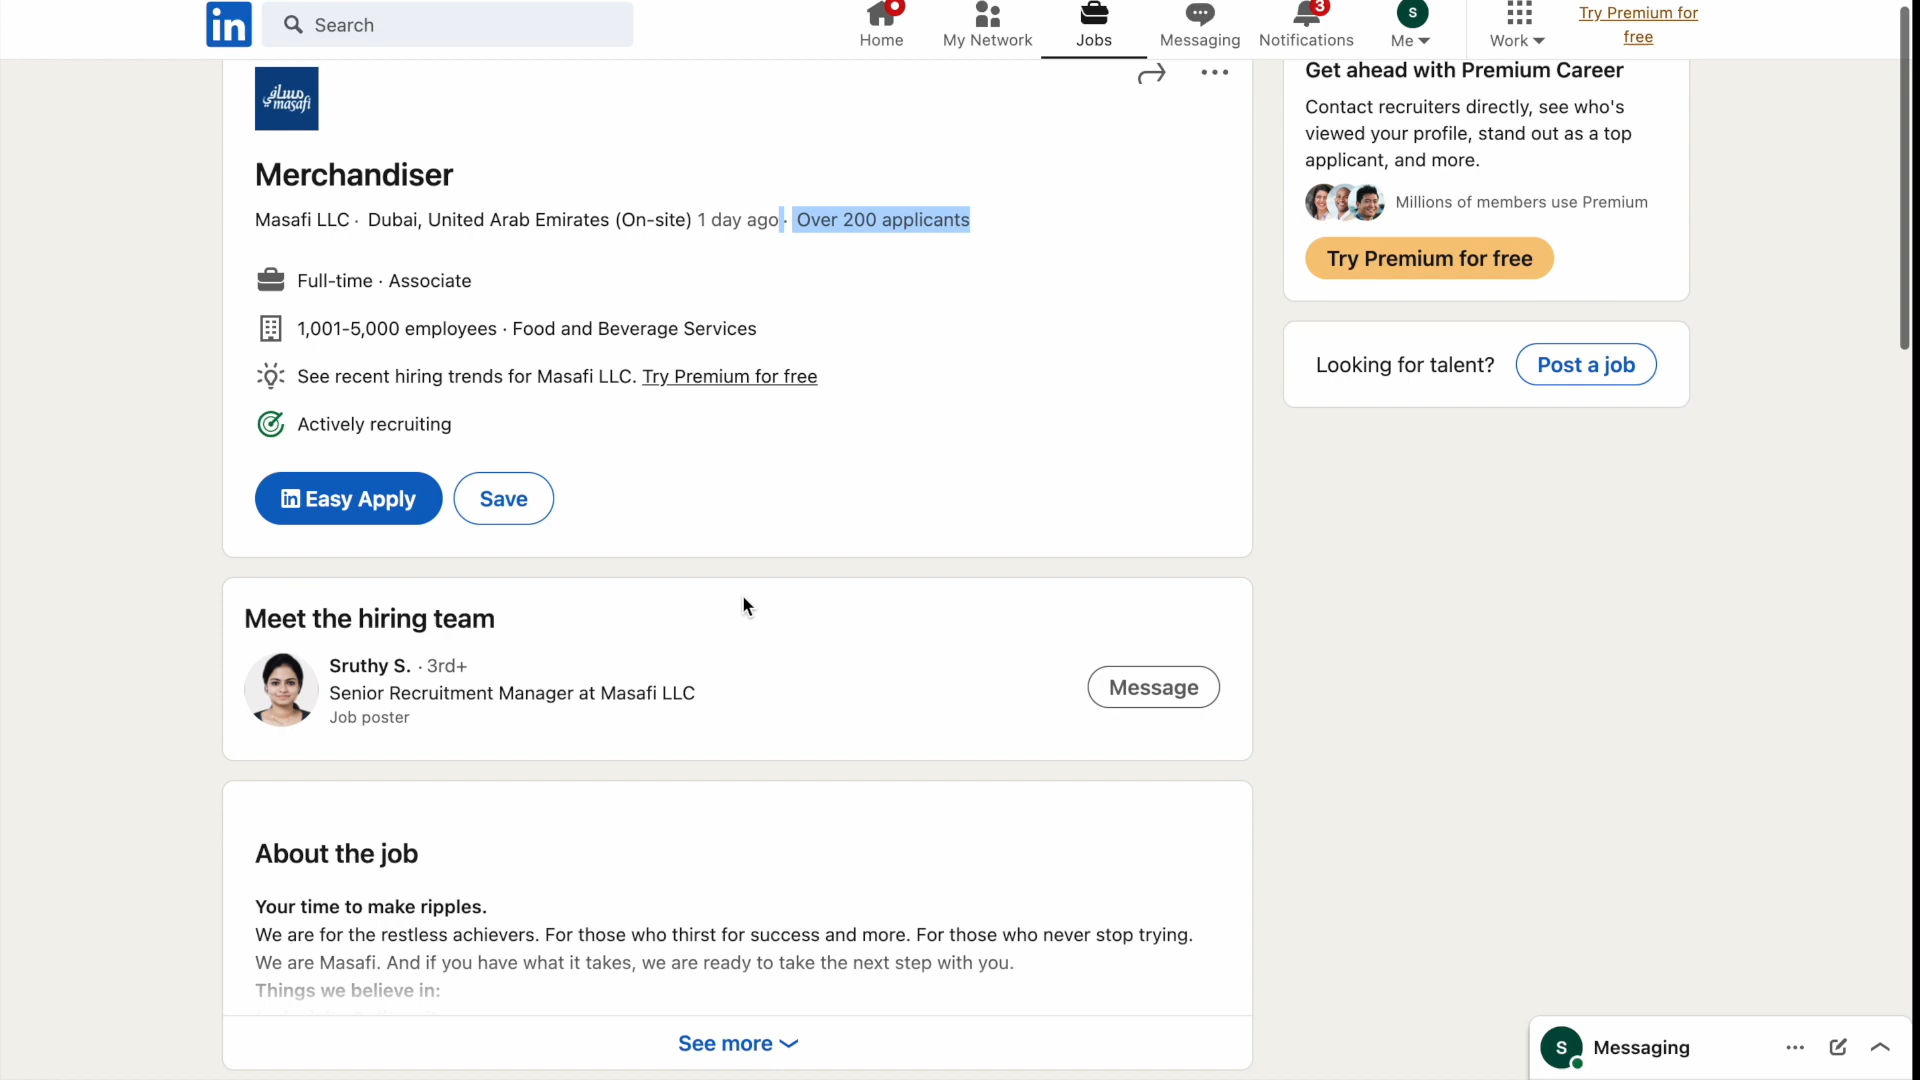 in
Search
Home
My Network
Jobs
Messaging
3
Notifications
S
Me
Work
Try Premium for
free
مسافي
masafi
Merchandiser
Masafi LLC · Dubai, United Arab Emirates (On-site) 1 day ago · Over 200 applicants
Full-time · Associate
1,001-5,000 employees · Food and Beverage Services
See recent hiring trends for Masafi LLC. Try Premium for free
Actively recruiting
in Easy Apply
Save
Meet the hiring team
Sruthy S. · 3rd+
Senior Recruitment Manager at Masafi LLC
Job poster
Message
About the job
Your time to make ripples.
We are for the restless achievers. For those who thirst for success and more. For those who never stop trying.
We are Masafi. And if you have what it takes, we are ready to take the next step with you.
Things we believe in:
See more
Get ahead with Premium Career
Contact recruiters directly, see who's
viewed your profile, stand out as a top
applicant, and more.
Millions of members use Premium
Try Premium for free
Looking for talent?
Post a job
S
Messaging